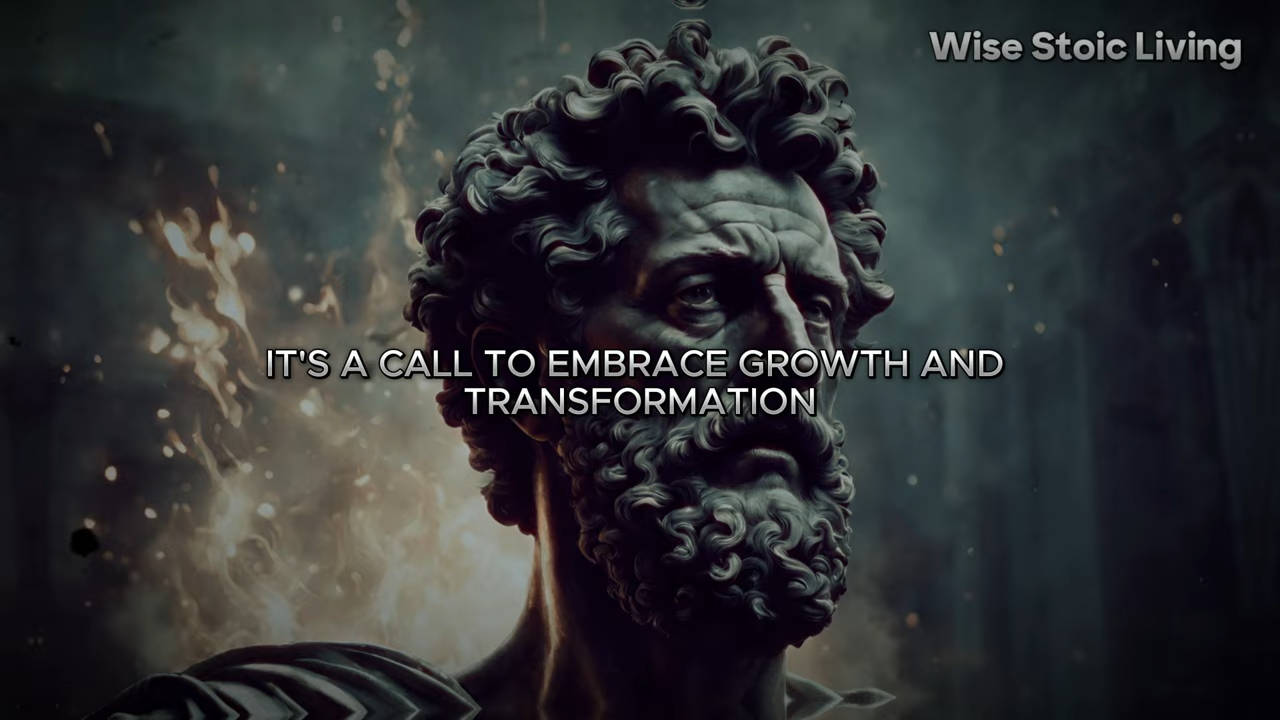 Wise Stoic Living
IT'S A CALL TO EMBRACE GROWTH AND
TRANSFORMATION